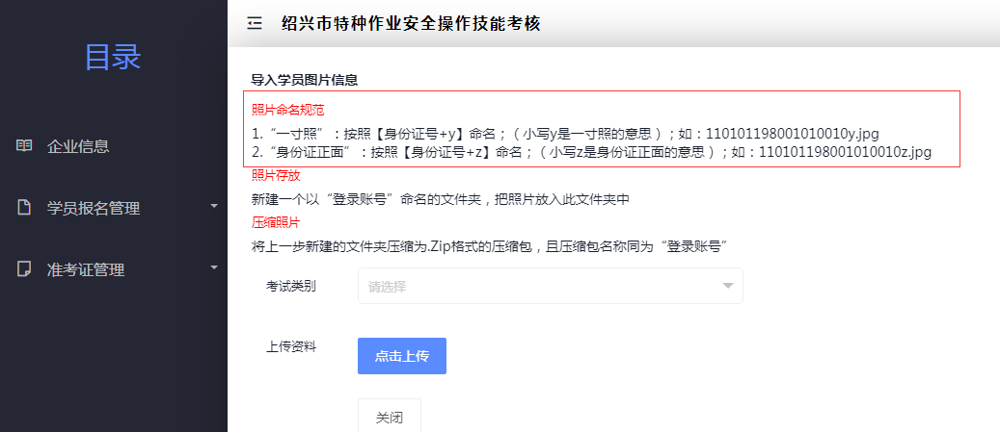 目录
绍兴市特种作业安全操作技能考核
企业信息
学员报名管理
准考证管理
导入学员图片信息
照片命名规范
1.“一寸照”：按照【身份证号+y】命名；（小写y是一寸照的意思）；如：110101198001010010y.jpg
2.“身份证正面”：按照【身份证号+z】命名；（小写z是身份证正面的意思）；如：110101198001010010z.jpg
照片存放
新建一个以“登录账号”命名的文件夹，把照片放入此文件夹中
压缩照片
将上一步新建的文件夹压缩为.Zip格式的压缩包，且压缩包名称同为“登录账号”
考试类别
请选择
上传资料
点击上传
关闭